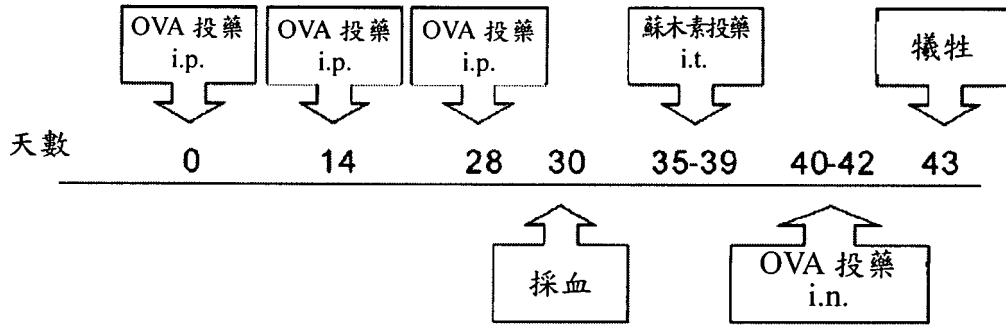 OVA 投藥
i.p.
OVA 投藥
i.p.
OVA 投藥
i.p.
蘇木素投藥
i.t.
犧牲
天數
0 14 28 30 35-39 40-42 43
採血
OVA 投藥
i.n.